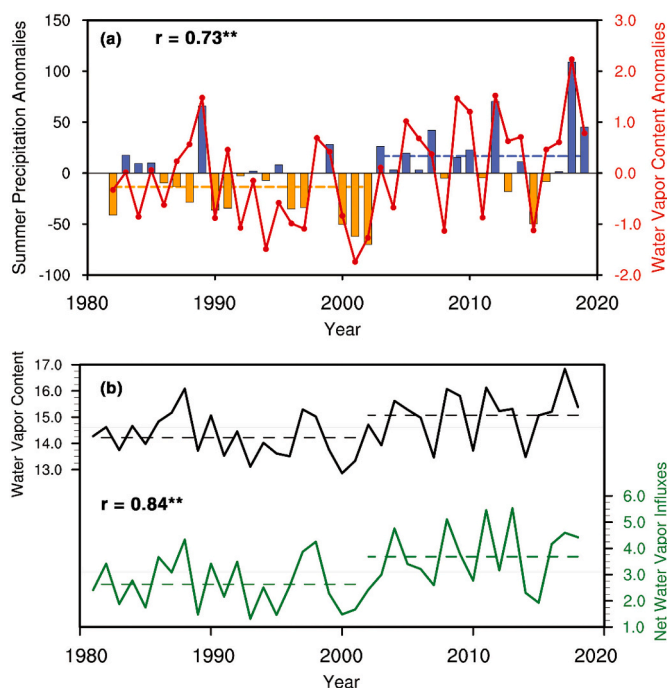 (a) r = 0.73**
Summer Precipitation Anomalies
150
100
50
0
-50
-100
Water Vapor Content Anomalies
3.0
2.0
1.0
0.0
-1.0
-2.0
1980 1990 2000 2010 2020
Year
(b)
Water Vapor Content
17.0
16.0
15.0
14.0
13.0
r = 0.84**
Net Water Vapor Influxes
6.0
5.0
4.0
3.0
2.0
1.0
1980 1990 2000 2010 2020
Year